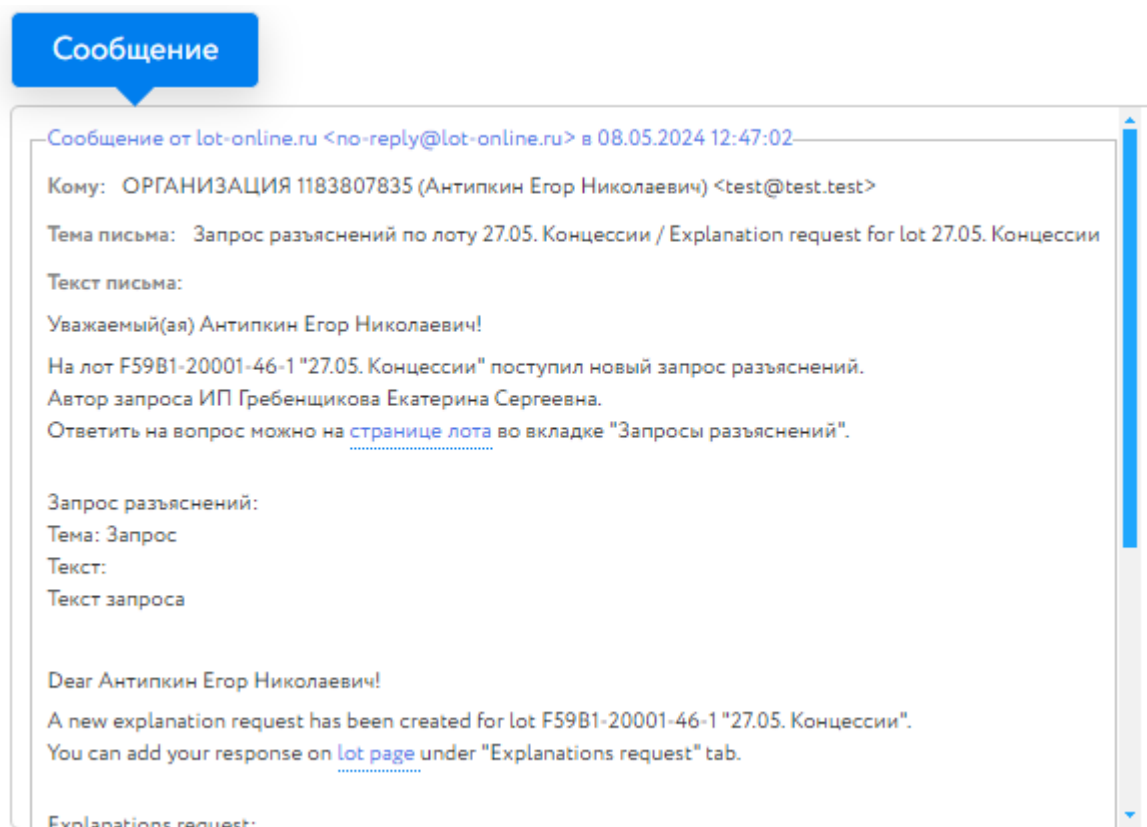 Сообщение
Сообщение от lot-online.ru <no-reply@lot-online.ru> в 08.05.2024 12:47:02
Кому: ОРГАНИЗАЦИЯ 1183807835 (Антипкин Егор Николаевич) <test@test.test>
Тема письма: Запрос разъяснений по лоту 27.05. Концессии / Explanation request for lot 27.05. Концессии
Текст письма:
Уважаемый(ая) Антипкин Егор Николаевич!
На лот F59B1-20001-46-1 "27.05. Концессии" поступил новый запрос разъяснений.
Автор запроса ИП Гребенщикова Екатерина Сергеевна.
Ответить на вопрос можно на странице лота во вкладке "Запросы разъяснений".
Запрос разъяснений:
Тема: Запрос
Текст:
Текст запроса
Dear Антипкин Егор Николаевич!
A new explanation request has been created for lot F59B1-20001-46-1 "27.05. Концессии".
You can add your response on lot page under "Explanations request" tab.
Explanations request: